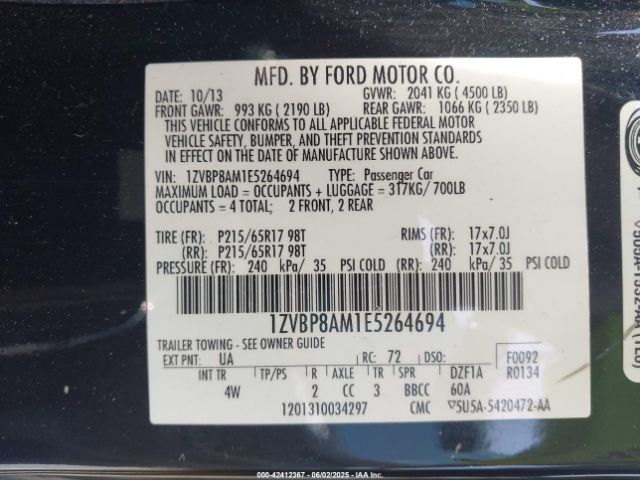 MFD. BY FORD MOTOR CO.
DATE: 10/13 GVWR: 2041 KG ( 4500 LB)
FRONT GAWR: 993 KG ( 2190 LB) REAR GAWR: 1066 KG ( 2350 LB)
THIS VEHICLE CONFORMS TO ALL APPLICABLE FEDERAL MOTOR
VEHICLE SAFETY, BUMPER, AND THEFT PREVENTION STANDARDS
IN EFFECT ON THE DATE OF MANUFACTURE SHOWN ABOVE.
VIN: 1ZVBP8AM1E5264694 TYPE: Passenger Car
MAXIMUM LOAD = OCCUPANTS + LUGGAGE = 317KG/ 700LB
OCCUPANTS = 4 TOTAL: 2 FRONT, 2 REAR
TIRE (FR): P215/65R17 98T RIMS (FR): 17x7.0J
(RR): P215/65R17 98T (RR): 17x7.0J
PRESSURE (FR): 240 kPa/ 35 PSI COLD (RR): 240 kPa/ 35 PSI COLD
1ZVBP8AM1E5264694
TRAILER TOWING - SEE OWNER GUIDE
EXT PNT: UA RC: 72 DSO: F0092
INT TR TP/PS R AXLE TR SPR DZF1A R0134
4W 2 CC 3 BBCC 60A
1201310034297 CMC ▽5U5A-5420472-AA
000-42412367 - 06/02/2025 - IAA Inc.